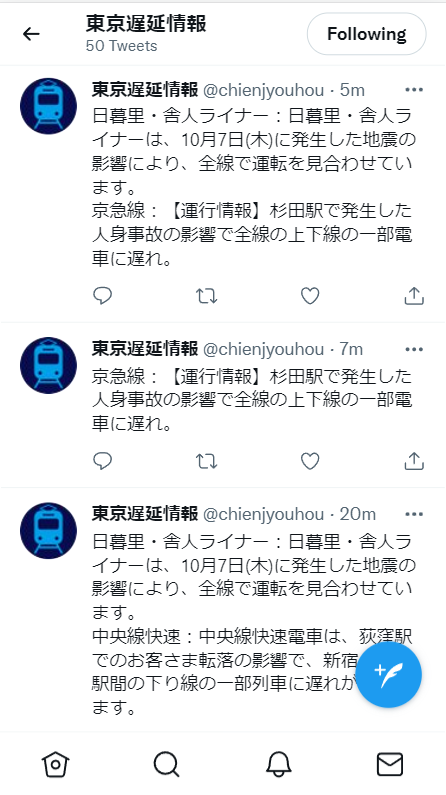 東京遅延情報
50 Tweets
Following
東京遅延情報 @chienjyouhou · 5m
日暮里・舎人ライナー：日暮里・舎人ラ
イナーは、10月7日(木)に発生した地震の
影響により、全線で運転を見合わせてい
ます。
京急線：【運行情報】杉田駅で発生した
人身事故の影響で全線の上下線の一部電
車に遅れ。
東京遅延情報 @chienjyouhou · 7m
京急線：【運行情報】杉田駅で発生した
人身事故の影響で全線の上下線の一部電
車に遅れ。
東京遅延情報 @chienjyouhou · 20m
日暮里・舎人ライナー：日暮里・舎人ラ
イナーは、10月7日(木)に発生した地震の
影響により、全線で運転を見合わせてい
ます。
中央線快速：中央線快速電車は、荻窪駅
でのお客さま転落の影響で、新宿
駅間の下り線の一部列車に遅れが
ます。